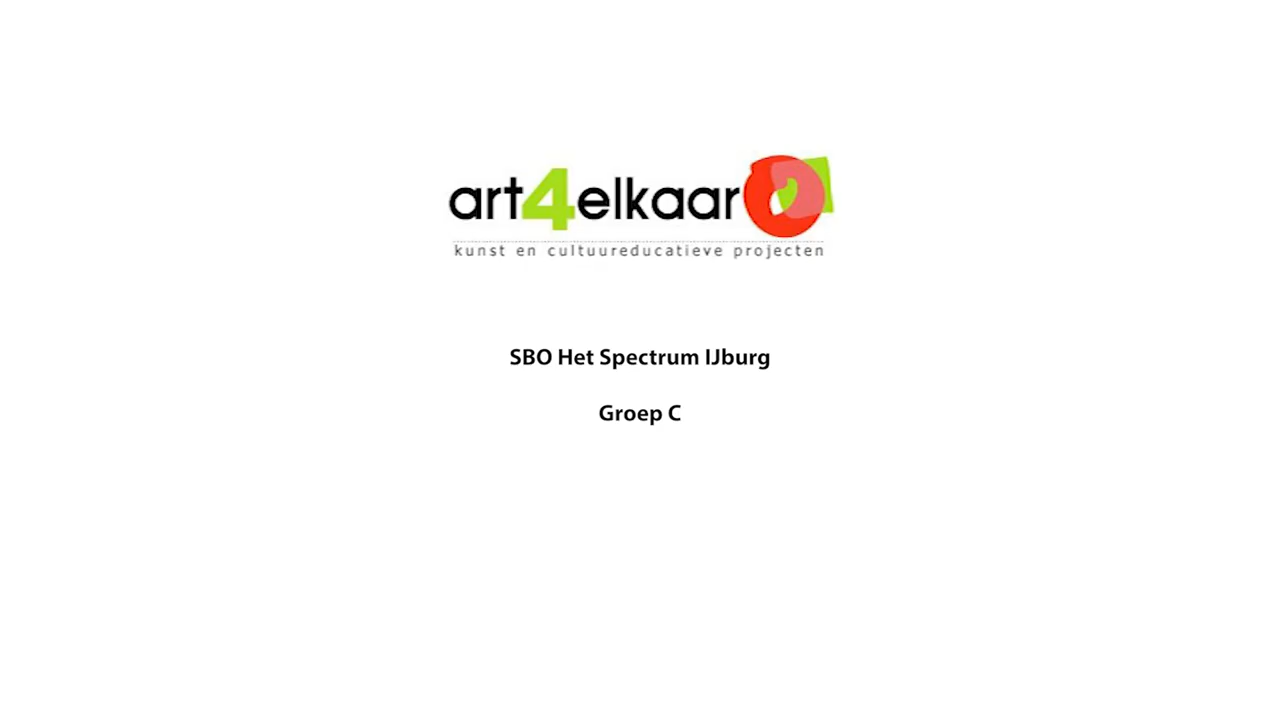 art4elkaar
kunst en cultuureducatieve projecten
SBO Het Spectrum IJburg
Groep C